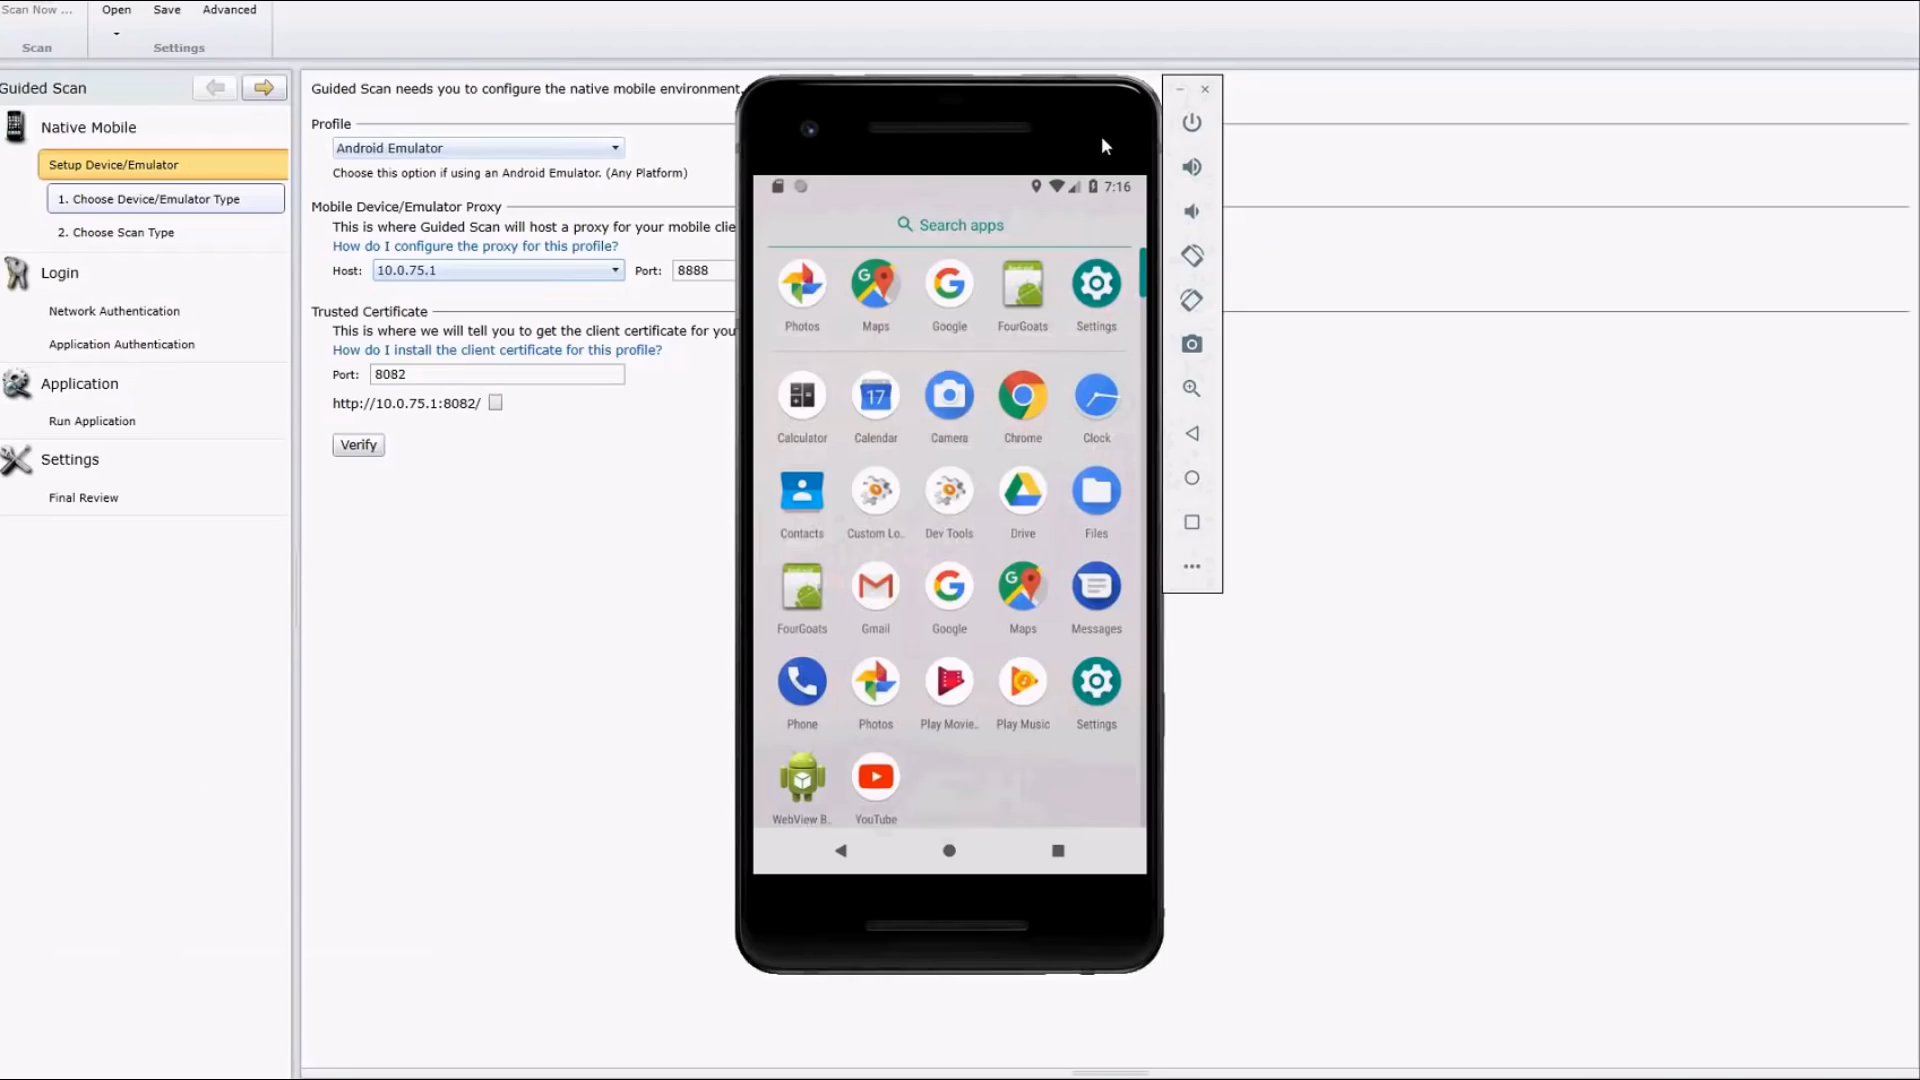 Scan Now ...
Open
Save
Advanced
Scan
Settings
Guided Scan
Native Mobile
Setup Device/Emulator
1. Choose Device/Emulator Type
2. Choose Scan Type
Login
Network Authentication
Application Authentication
Application
Run Application
Settings
Final Review
Guided Scan needs you to configure the native mobile environment.
Profile
Android Emulator
Choose this option if using an Android Emulator. (Any Platform)
Mobile Device/Emulator Proxy
This is where Guided Scan will host a proxy for your mobile clie
How do I configure the proxy for this profile?
Host: 10.0.75.1 Port: 8888
Trusted Certificate
This is where we will tell you to get the client certificate for you
How do I install the client certificate for this profile?
Port: 8082
http://10.0.75.1:8082/
Verify
7:16
Search apps
Photos Maps Google FourGoats Settings
17
Calculator Calendar Camera Chrome Clock
Contacts Custom Lo.. Dev Tools Drive Files
FourGoats Gmail Google Maps Messages
Phone Photos Play Movie.. Play Music Settings
WebView B.. YouTube